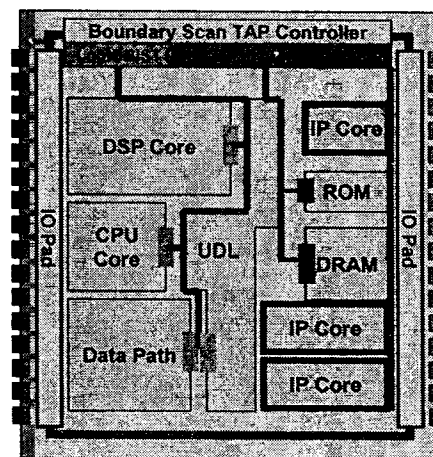 Boundary Scan TAP Controller
DSP Core
IP Core
ROM
IO Pad
IO Pad
CPU
Core
UDL
DRAM
IP Core
Data Path
IP Core